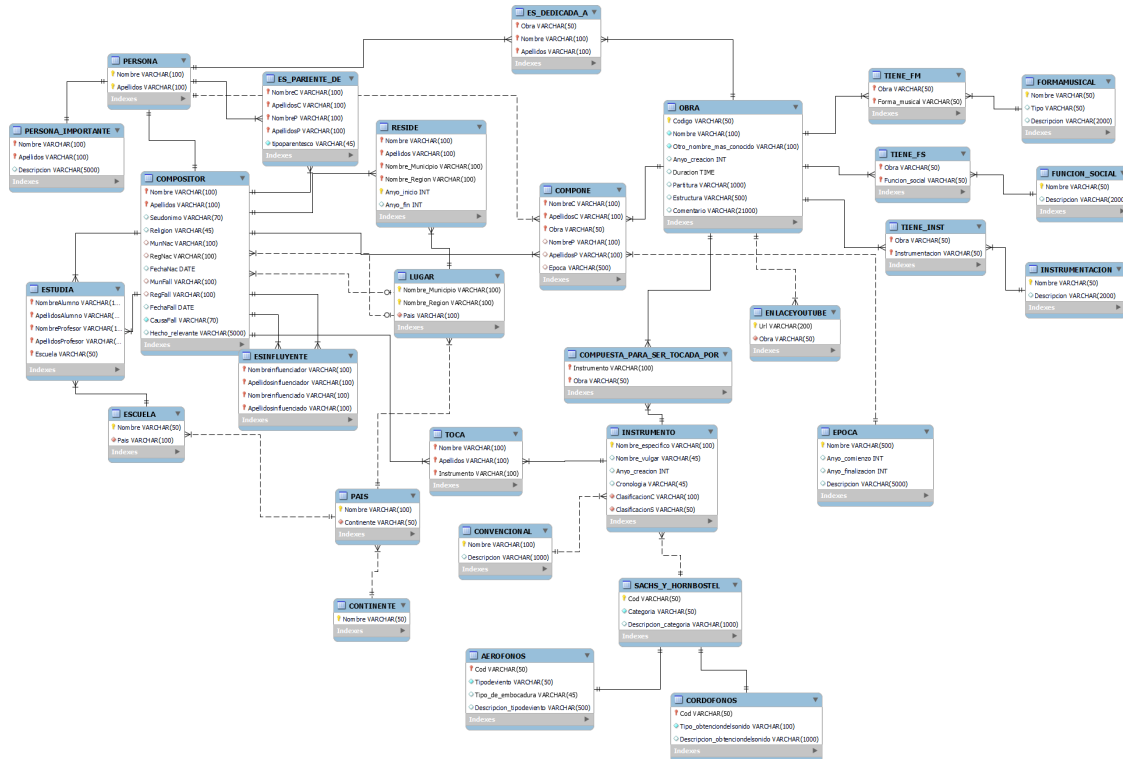 ES_DEDICADA_A
Obra VARCHAR(50)
Nombre VARCHAR(100)
Apellidos VARCHAR(100)
Indexes
PERSONA
Nombre VARCHAR(100)
Apellidos VARCHAR(100)
Indexes
ES_PARIENTE_DE
NombreC VARCHAR(100)
ApellidosC VARCHAR(100)
NombreP VARCHAR(100)
ApellidosP VARCHAR(100)
tipoparentesco VARCHAR(45)
Indexes
TIENE_FM
Obra VARCHAR(50)
Forma_musical VARCHAR(50)
Indexes
FORMAMUSICAL
Nombre VARCHAR(50)
Tipo VARCHAR(50)
Descripcion VARCHAR(2000)
Indexes
OBRA
Codigo VARCHAR(50)
Nombre VARCHAR(100)
Otro_nombre_mas_conocido VARCHAR(100)
Anyo_creacion INT
Duracion TIME
Partitura VARCHAR(1000)
Estructura VARCHAR(500)
Comentario VARCHAR(21000)
Indexes
PERSONA_IMPORTANTE
Nombre VARCHAR(100)
Apellidos VARCHAR(100)
Descripcion VARCHAR(5000)
Indexes
RESIDE
Nombre VARCHAR(100)
Apellidos VARCHAR(100)
Nombre_Municipio VARCHAR(100)
Nombre_Region VARCHAR(100)
Anyo_inicio INT
Anyo_fin INT
Indexes
TIENE_FS
Obra VARCHAR(50)
Funcion_social VARCHAR(50)
Indexes
FUNCION_SOCIAL
Nombre VARCHAR(50)
Descripcion VARCHAR(2000)
Indexes
COMPOSITOR
Nombre VARCHAR(100)
Apellidos VARCHAR(100)
Seudonimo VARCHAR(70)
Religion VARCHAR(45)
MunNac VARCHAR(100)
RegNac VARCHAR(100)
FechaNac DATE
MunFall VARCHAR(100)
RegFall VARCHAR(100)
FechaFall DATE
CausaFall VARCHAR(70)
Hecho_relevante VARCHAR(5000)
Indexes
COMPONE
NombreC VARCHAR(100)
ApellidosC VARCHAR(100)
Obra VARCHAR(50)
NombreP VARCHAR(100)
ApellidosP VARCHAR(100)
Epoca VARCHAR(500)
Indexes
TIENE_INST
Obra VARCHAR(50)
Instrumentacion VARCHAR(50)
Indexes
INSTRUMENTACION
Nombre VARCHAR(50)
Descripcion VARCHAR(2000)
Indexes
LUGAR
Nombre_Municipio VARCHAR(100)
Nombre_Region VARCHAR(100)
Pais VARCHAR(100)
Indexes
ESTUDIA
NombreAlumno VARCHAR(1...
ApellidosAlumno VARCHAR(...
NombreProfesor VARCHAR(1...
ApellidosProfesor VARCHAR(...
Escuela VARCHAR(50)
Indexes
ENLACEYOUTUBE
Url VARCHAR(200)
Obra VARCHAR(50)
Indexes
ESINFLUYENTE
Nombreinfluenciador VARCHAR(100)
Apellidosinfluenciador VARCHAR(100)
Nombreinfluenciado VARCHAR(100)
Apellidosinfluenciado VARCHAR(100)
Indexes
COMPUESTA_PARA_SER_TOCADA_POR
Instrumento VARCHAR(100)
Obra VARCHAR(50)
Indexes
ESCUELA
Nombre VARCHAR(50)
Pais VARCHAR(100)
Indexes
TOCA
Nombre VARCHAR(100)
Apellidos VARCHAR(100)
Instrumento VARCHAR(100)
Indexes
INSTRUMENTO
Nombre_especifico VARCHAR(100)
Nombre_vulgar VARCHAR(45)
Anyo_creacion INT
Cronologia VARCHAR(45)
ClasificacionC VARCHAR(100)
ClasificacionS VARCHAR(50)
Indexes
EPOCA
Nombre VARCHAR(500)
Anyo_comienzo INT
Anyo_finalizacion INT
Descripcion VARCHAR(5000)
Indexes
PAIS
Nombre VARCHAR(100)
Continente VARCHAR(50)
Indexes
CONVENCIONAL
Nombre VARCHAR(100)
Descripcion VARCHAR(1000)
Indexes
SACHS_Y_HORNBOSTEL
Cod VARCHAR(50)
Categoria VARCHAR(50)
Descripcion_categoria VARCHAR(1000)
Indexes
CONTINENTE
Nombre VARCHAR(50)
Indexes
AEROFONOS
Cod VARCHAR(50)
Tipodeviento VARCHAR(50)
Tipo_de_embocadura VARCHAR(45)
Descripcion_tipodeviento VARCHAR(500)
Indexes
CORDOFONOS
Cod VARCHAR(50)
Tipo_obtenciondelsonido VARCHAR(100)
Descripcion_obtenciondelsonido VARCHAR(1000)
Indexes